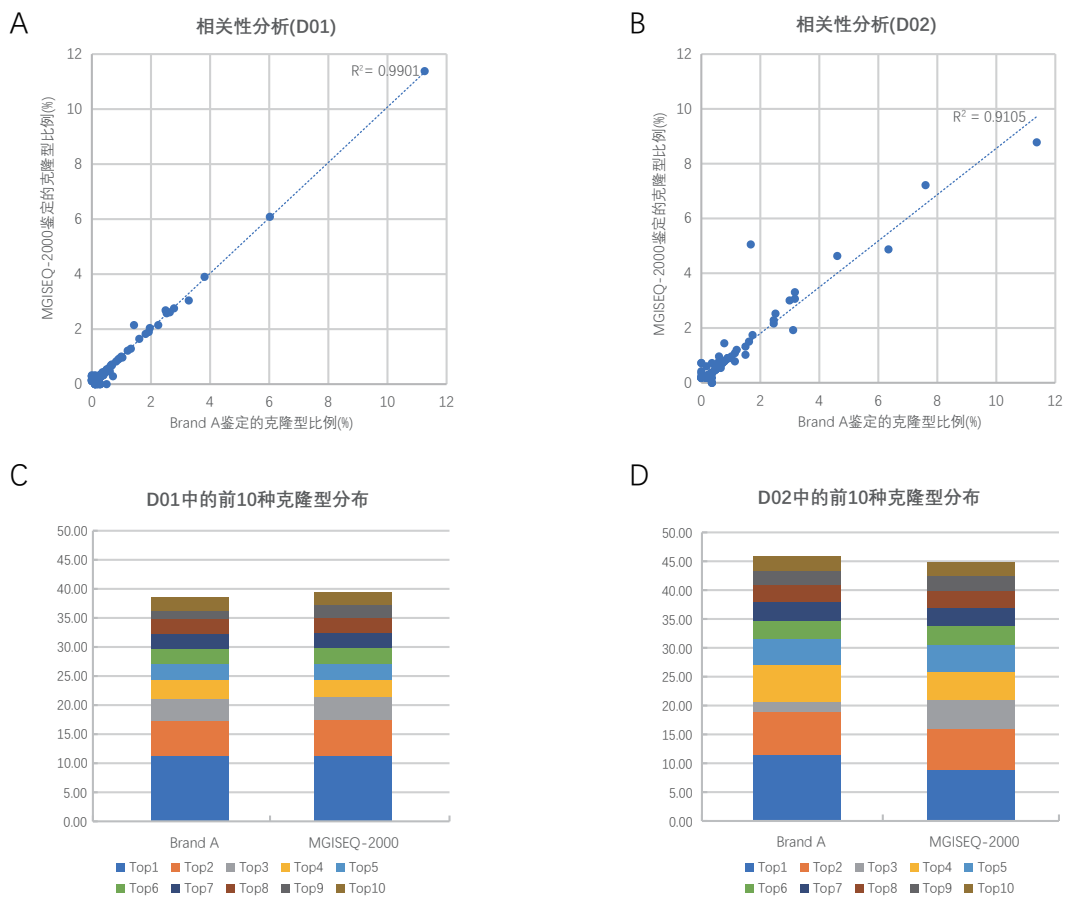 A
相关性分析(D01)
MGISEQ-2000鉴定的克隆型比例(%)
12
10
8
6
4
2
0
R²= 0.9901
0 2 4 6 8 10 12
Brand A鉴定的克隆型比例(%)
B
相关性分析(D02)
MGISEQ-2000鉴定的克隆型比例(%)
12
10
8
6
4
2
0
R² = 0.9105
0 2 4 6 8 10 12
Brand A鉴定的克隆型比例(%)
C
D01中的前10种克隆型分布
50.00
45.00
40.00
35.00
30.00
25.00
20.00
15.00
10.00
5.00
0.00
Brand A MGISEQ-2000
Top1 Top2 Top3 Top4 Top5
Top6 Top7 Top8 Top9 Top10
D
D02中的前10种克隆型分布
50.00
45.00
40.00
35.00
30.00
25.00
20.00
15.00
10.00
5.00
0.00
Brand A MGISEQ-2000
Top1 Top2 Top3 Top4 Top5
Top6 Top7 Top8 Top9 Top10